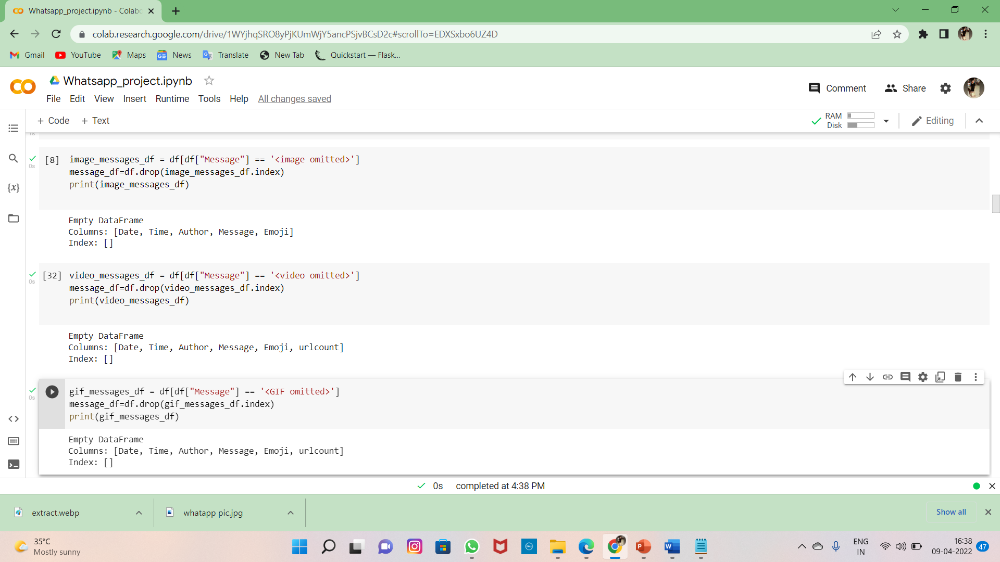 Whatsapp_project.ipynb - Colab
colab.research.google.com/drive/1WYjhqSRO8yPjKUmWjY5ancPSjvBCsD2c#scrollTo=EDXSxbo6UZ4D
Gmail YouTube Maps News Translate New Tab Quickstart — Flask...
Whatsapp_project.ipynb
Comment Share
File Edit View Insert Runtime Tools Help All changes saved
+ Code + Text
RAM
Disk
Editing
1s
[8] image_messages_df = df[df["Message"] == '<image omitted>']
0s
message_df=df.drop(image_messages_df.index)
print(image_messages_df)
{x}
Empty DataFrame
Columns: [Date, Time, Author, Message, Emoji]
Index: []
[32] video_messages_df = df[df["Message"] == '<video omitted>']
0s
message_df=df.drop(video_messages_df.index)
print(video_messages_df)
Empty DataFrame
Columns: [Date, Time, Author, Message, Emoji, urlcount]
Index: []
gif_messages_df = df[df["Message"] == '<GIF omitted>']
0s
message_df=df.drop(gif_messages_df.index)
print(gif_messages_df)
Empty DataFrame
Columns: [Date, Time, Author, Message, Emoji, urlcount]
Index: []
0s completed at 4:38 PM
extract.webp whatapp pic.jpg Show all
35°C
Mostly sunny
ENG
IN
16:38
09-04-2022
47